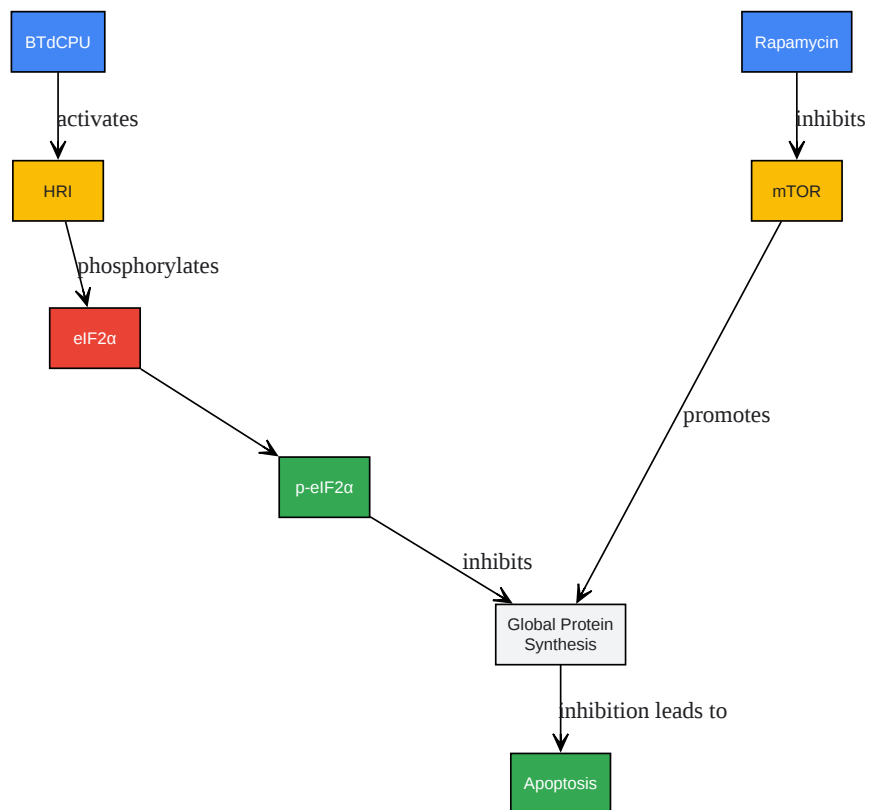 BTdCPU
Rapamycin
activates
inhibits
HRI
mTOR
phosphorylates
eIF2α
promotes
p-eIF2α
inhibits
Global Protein
Synthesis
inhibition leads to
Apoptosis